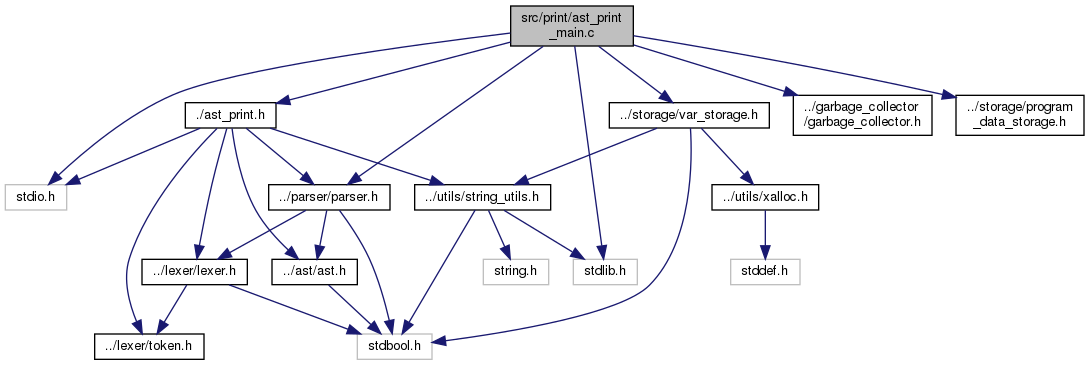 src/print/ast_print
_main.c
./ast_print.h
../storage/var_storage.h
../garbage_collector
/garbage_collector.h
../storage/program
_data_storage.h
stdio.h
../parser/parser.h
../utils/string_utils.h
../utils/xalloc.h
../lexer/lexer.h
../ast/ast.h
string.h
stdlib.h
stddef.h
../lexer/token.h
stdbool.h